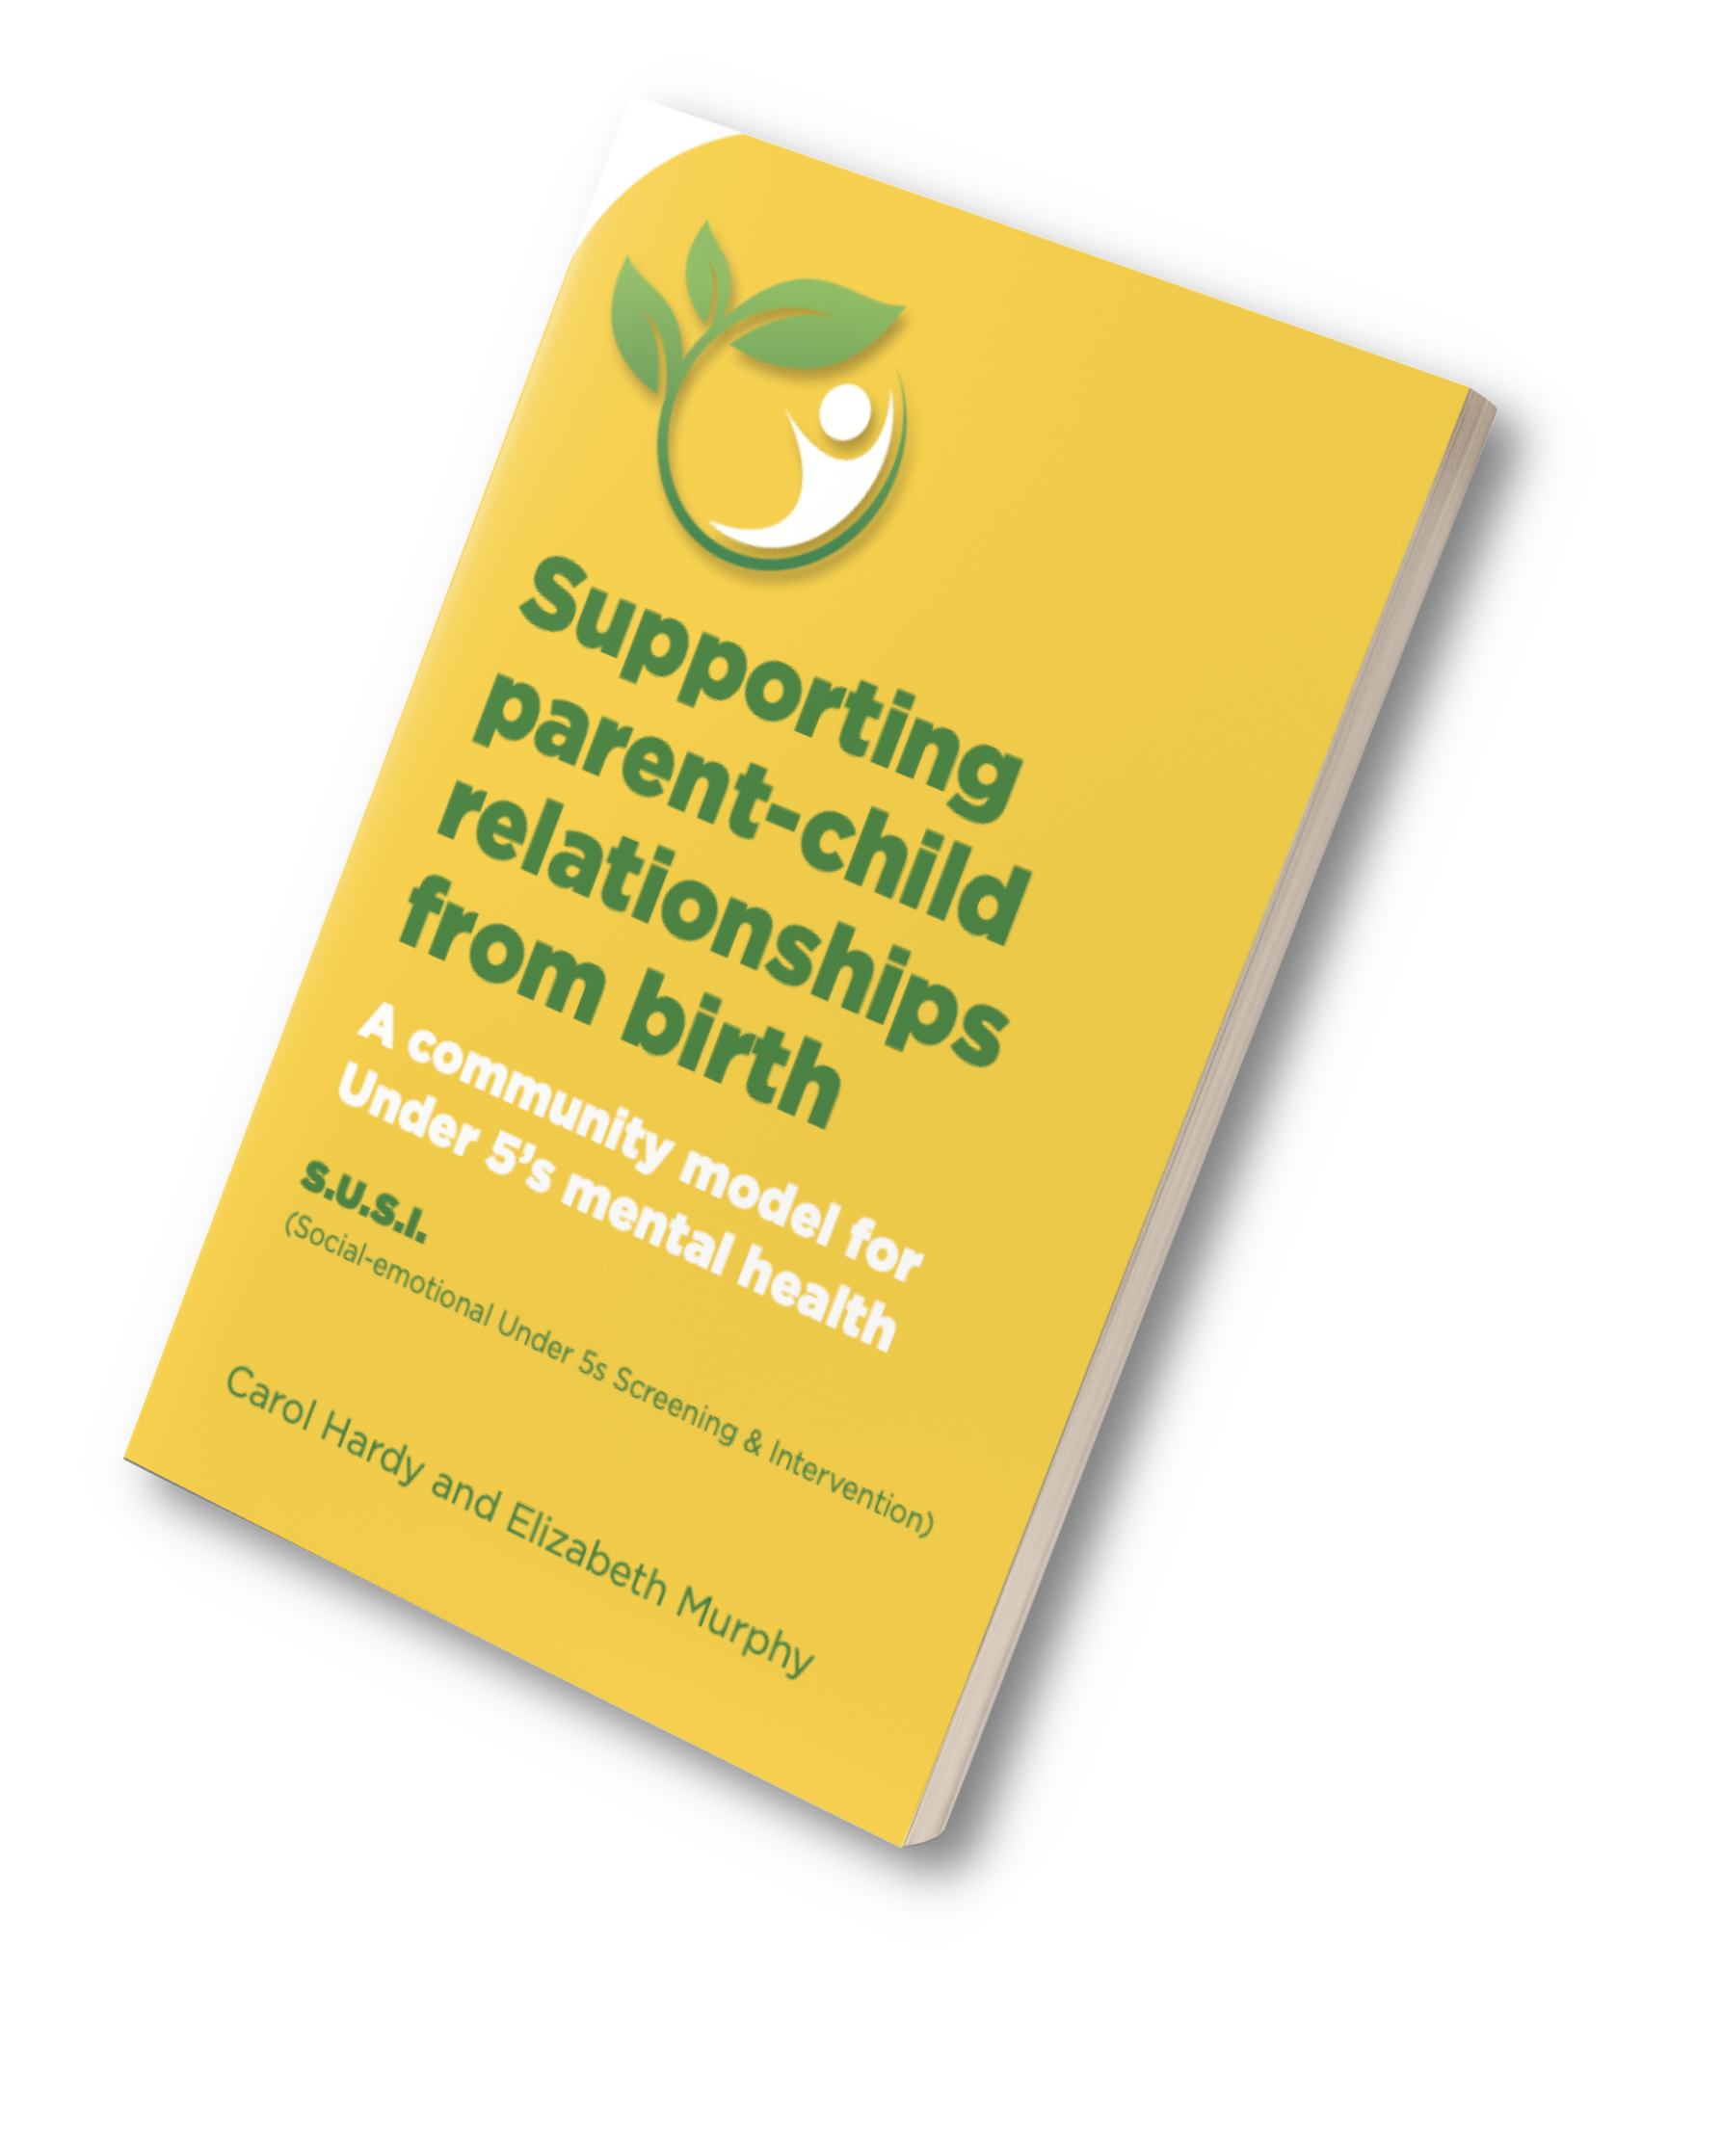 Supporting
parent-child
relationships
from birth
A community model for
Under 5's mental health
s.u.s.i.
(Social-emotional Under 5s Screening & Intervention)
Carol Hardy and Elizabeth Murphy